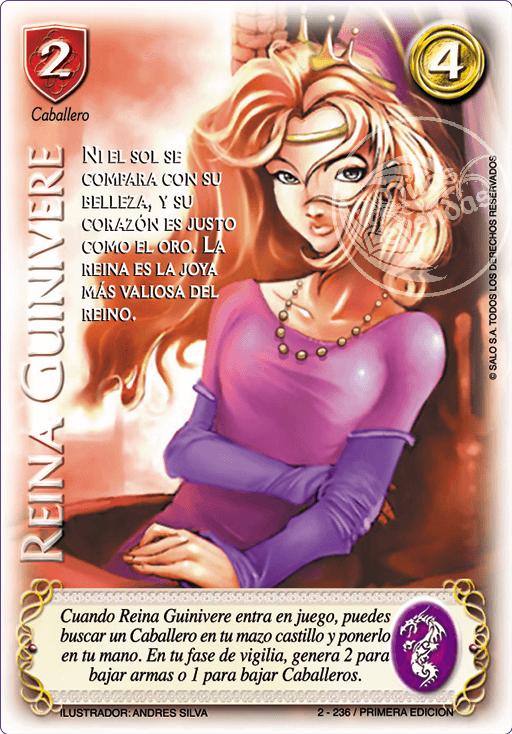 2
4
Caballero
REINA GUINIVERE
NI EL SOL SE
COMPARA CON SU
BELLEZA, Y SU
CORAZÓN ES JUSTO
COMO EL ORO. LA
REINA ES LA JOYA
MÁS VALIOSA DEL
REINO.
© SALO S.A. TODOS LOS DERECHOS RESERVADOS
Cuando Reina Guinivere entra en juego, puedes
buscar un Caballero en tu mazo castillo y ponerlo
en tu mano. En tu fase de vigilia, genera 2 para
bajar armas o 1 para bajar Caballeros.
ILUSTRADOR: ANDRES SILVA
2 - 236 / PRIMERA EDICIÓN